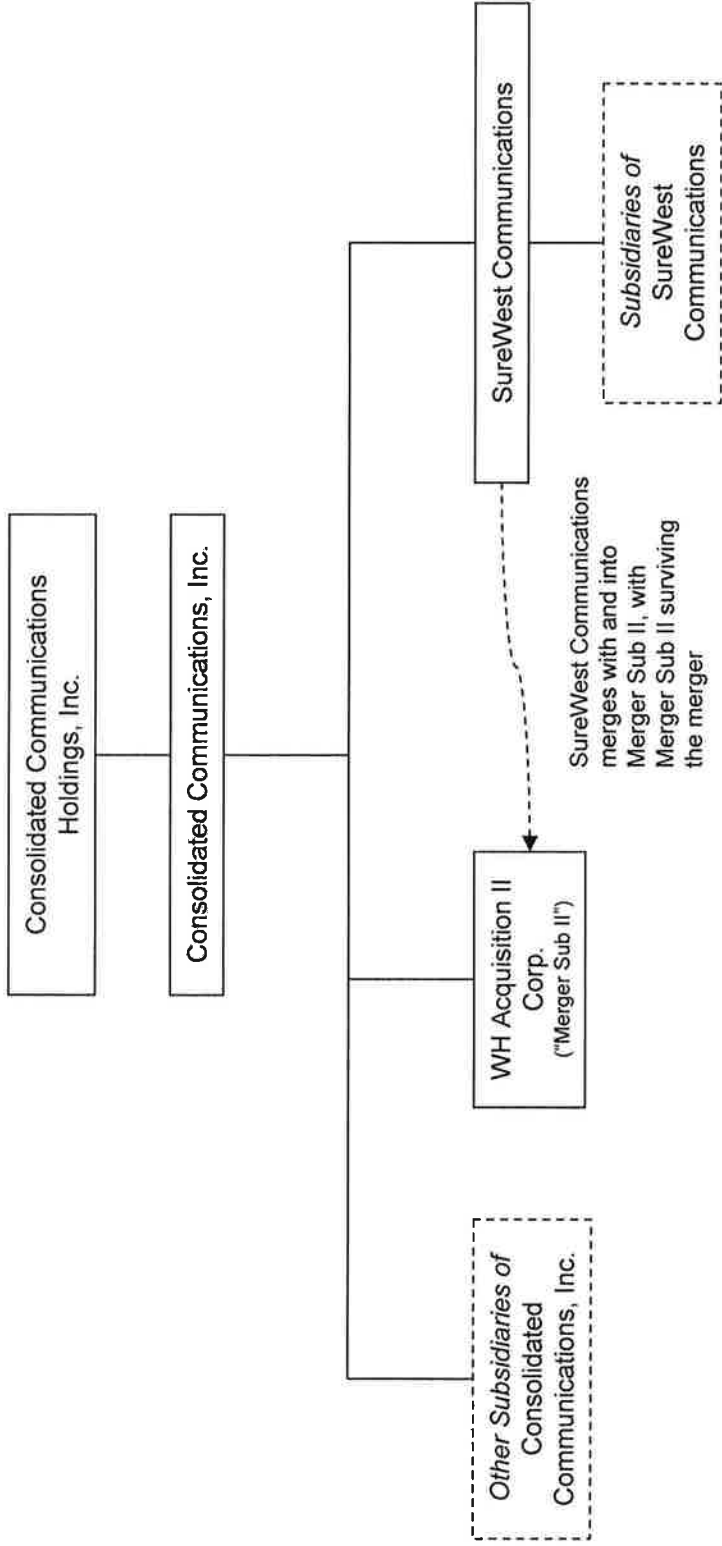 Consolidated Communications
Holdings, Inc.
Consolidated Communications, Inc.
Other Subsidiaries of
Consolidated
Communications, Inc.
WH Acquisition II
Corp.
("Merger Sub II")
SureWest Communications
merges with and into
Merger Sub II, with
Merger Sub II surviving
the merger
SureWest Communications
Subsidiaries of
SureWest
Communications